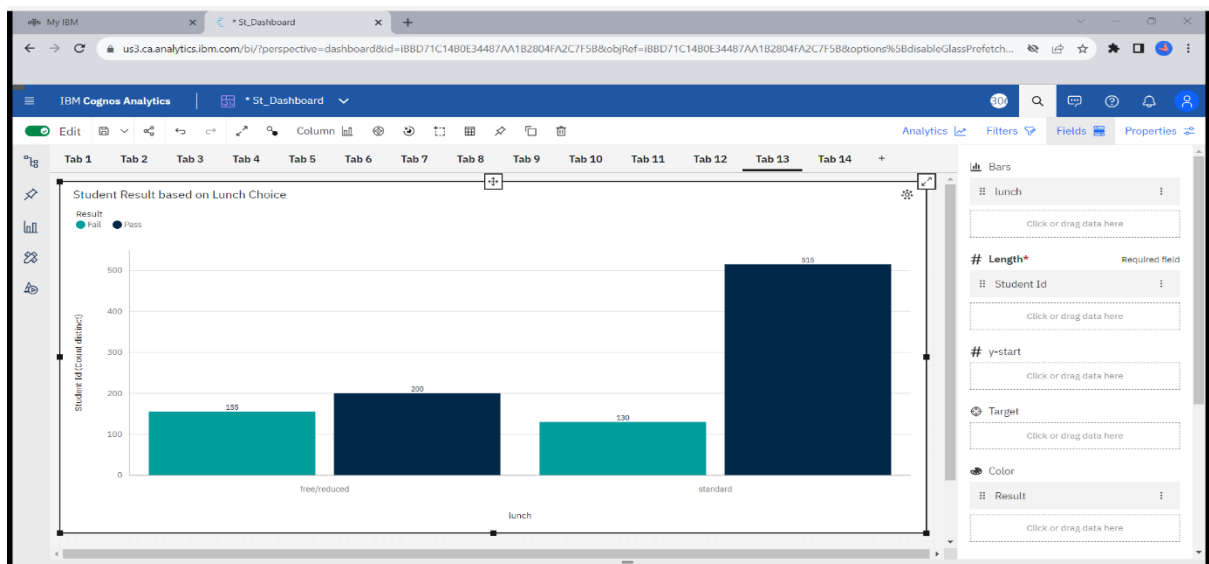 My IBM
* St_Dashboard
us3.ca.analytics.ibm.com/bi/?perspective=dashboard&id=iBBD71C14B0E34487AA1B2804FA2C7F5B&objRef=iBBD71C14B0E34487AA1B2804FA2C7F5B&options%5BdisableGlassPrefetch...
IBM Cognos Analytics
* St_Dashboard
Edit
Column
Analytics
Filters
Fields
Properties
Tab 1 Tab 2 Tab 3 Tab 4 Tab 5 Tab 6 Tab 7 Tab 8 Tab 9 Tab 10 Tab 11 Tab 12 Tab 13 Tab 14 +
Student Result based on Lunch Choice
Result
Fail Pass
Student Id (Count distinct)
500
400
300
200
100
0
155
200
130
515
free/reduced
standard
lunch
Bars
lunch
Click or drag data here
# Length*
Required field
Student Id
Click or drag data here
# y-start
Click or drag data here
Target
Click or drag data here
Color
Result
Click or drag data here